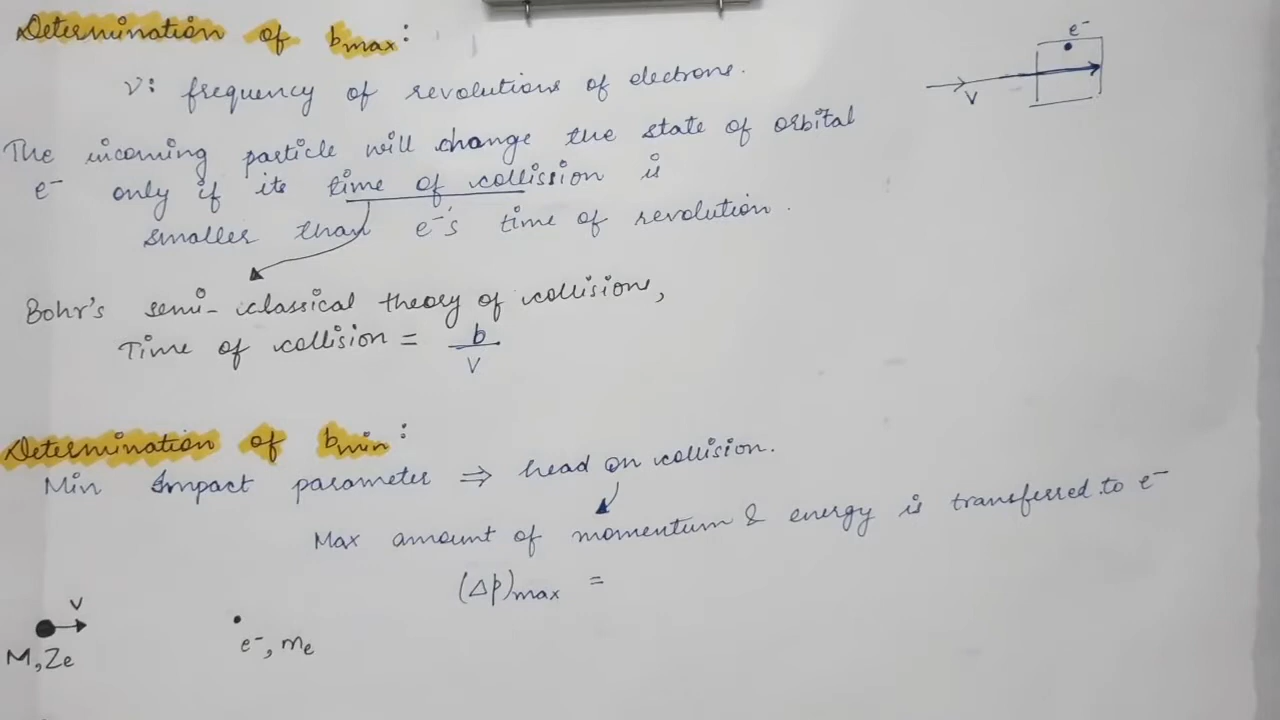 Determination of bmax:
ν: frequency of revolutions of electrons.
e⁻
V
The incoming particle will change the state of orbital
e⁻ only if its time of collission is
smaller than e⁻'s time of revolution.
Bohr's semi-classical theory of collisions,
Time of collision = b/V
Determination of bmin:
Min Impact parameter ⇒ head on collision.
Max amount of momentum & energy is transferred to e⁻
(Δp)max =
V
M, Ze
e⁻, me